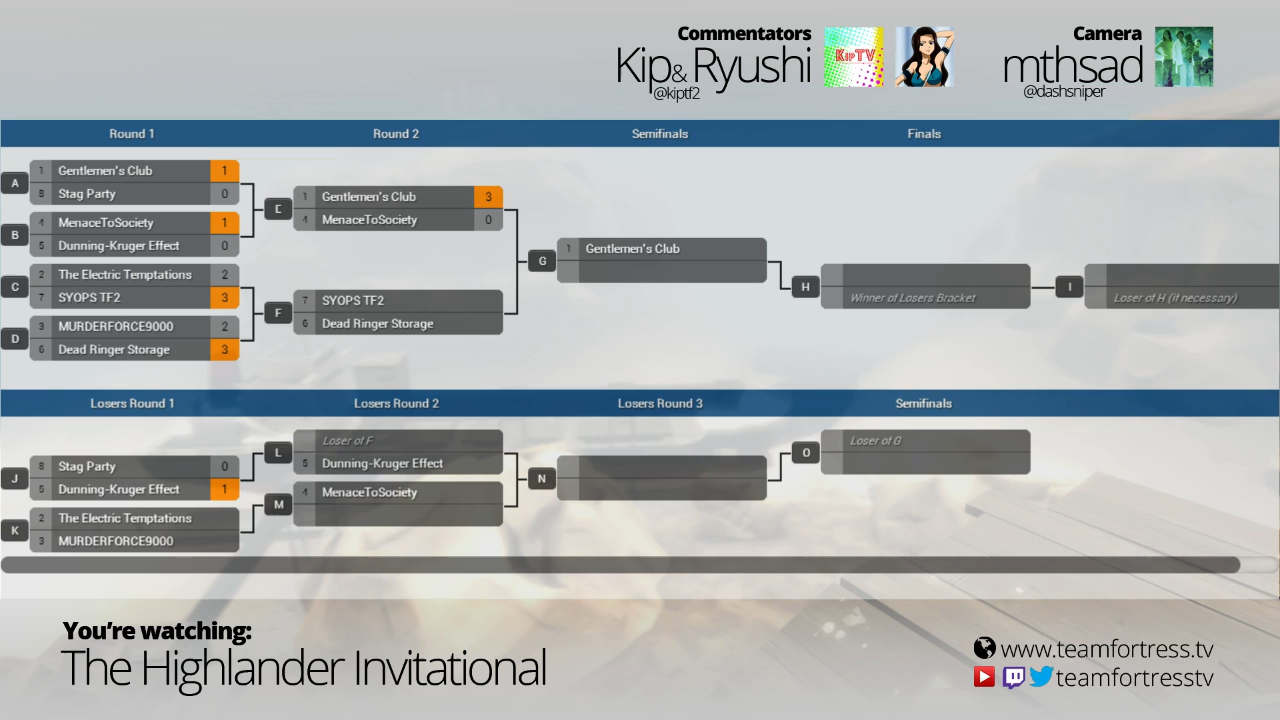 Commentators
Kip & Ryushi
@kiptf2
KipTV
Camera
mthsad
@dashsniper
Round 1
Round 2
Semifinals
Finals
A
1 Gentlemen's Club 1
8 Stag Party 0
B
4 MenaceToSociety 1
5 Dunning-Kruger Effect 0
C
2 The Electric Temptations 2
7 SYOPS TF2 3
D
3 MURDERFORCE9000 2
6 Dead Ringer Storage 3
E
1 Gentlemen's Club 3
4 MenaceToSociety 0
F
7 SYOPS TF2
6 Dead Ringer Storage
G
1 Gentlemen's Club
H
Winner of Losers Bracket
I
Loser of H (if necessary)
Losers Round 1
Losers Round 2
Losers Round 3
Semifinals
J
8 Stag Party 0
5 Dunning-Kruger Effect 1
K
2 The Electric Temptations
3 MURDERFORCE9000
L
Loser of F
5 Dunning-Kruger Effect
M
4 MenaceToSociety
N
O
Loser of G
You're watching:
The Highlander Invitational
www.teamfortress.tv
teamfortresstv